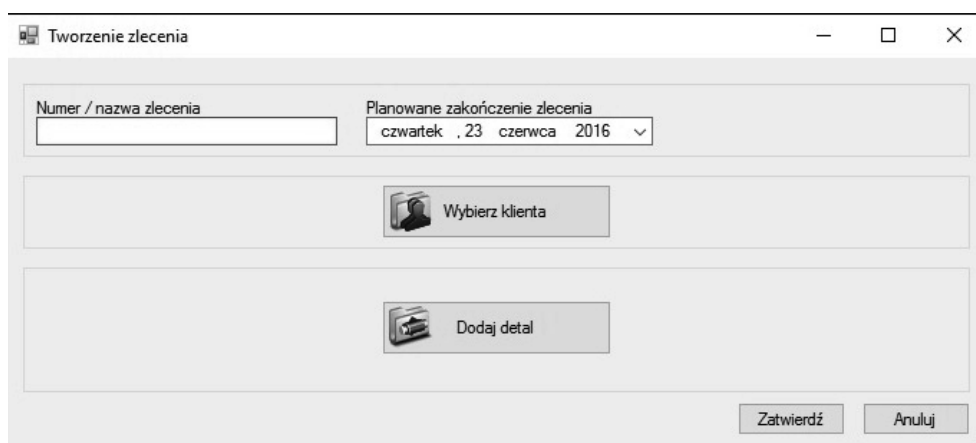 Tworzenie zlecenia
Numer / nazwa zlecenia
Planowane zakończenie zlecenia
czwartek , 23 czerwca 2016
Wybierz klienta
Dodaj detal
Zatwierdź
Anuluj